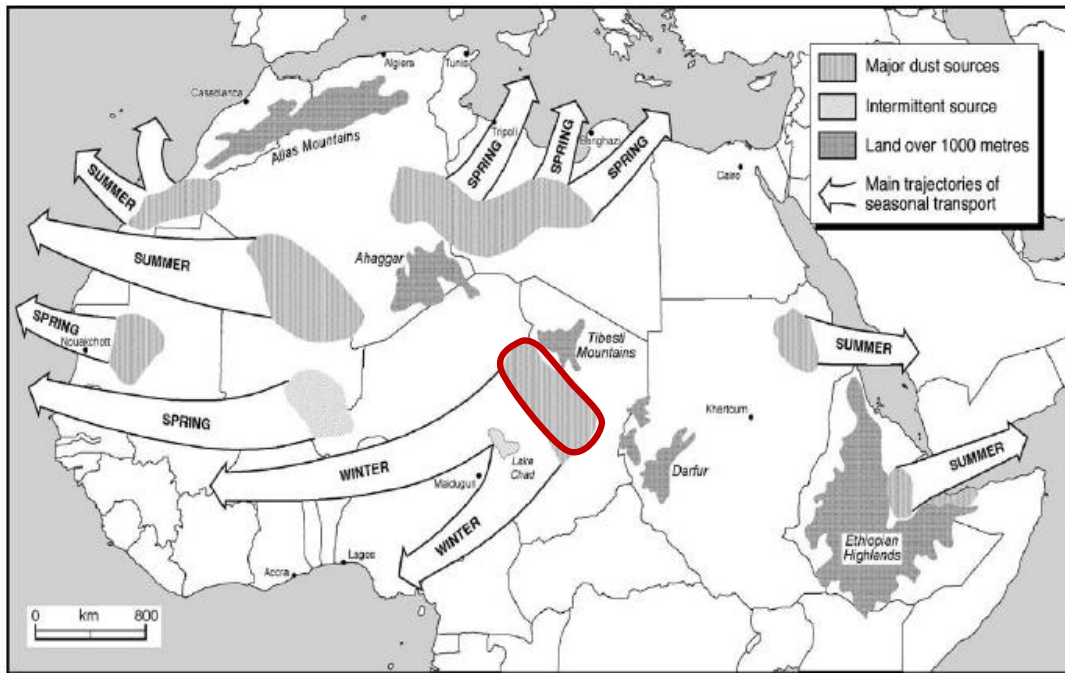 Algiers
Tunis
Casablanca
Atlas Mountains
Tripoli
Banghazi
Cairo
SPRING
SPRING
SPRING
SUMMER
SUMMER
Ahaggar
SPRING
Nouakchott
Tibesti
Mountains
SUMMER
SPRING
Khartoum
WINTER
Lake
Chad
Maiduguri
Darfur
SUMMER
WINTER
Ethiopian
Highlands
Accra
Lagos
0 km 800
Major dust sources
Intermittent source
Land over 1000 metres
Main trajectories of
seasonal transport